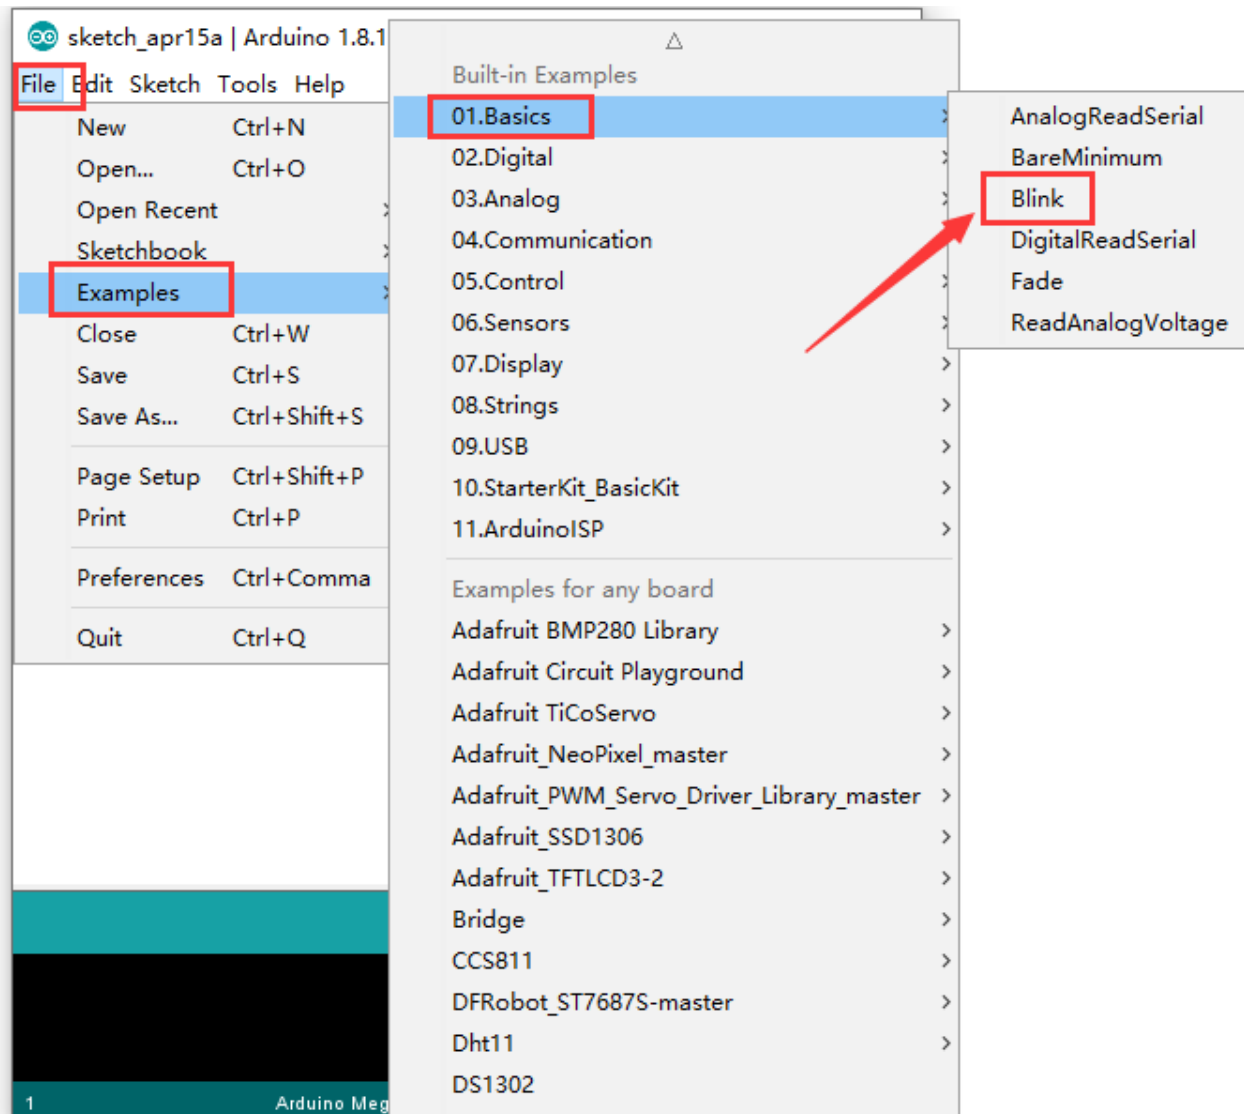 sketch_apr15a | Arduino 1.8.1
File Edit Sketch Tools Help
New Ctrl+N
Open... Ctrl+O
Open Recent
Sketchbook
Examples
Close Ctrl+W
Save Ctrl+S
Save As... Ctrl+Shift+S
Page Setup Ctrl+Shift+P
Print Ctrl+P
Preferences Ctrl+Comma
Quit Ctrl+Q
Built-in Examples
01.Basics
02.Digital
03.Analog
04.Communication
05.Control
06.Sensors
07.Display
08.Strings
09.USB
10.StarterKit_BasicKit
11.ArduinoISP
Examples for any board
Adafruit BMP280 Library
Adafruit Circuit Playground
Adafruit TiCoServo
Adafruit_NeoPixel_master
Adafruit_PWM_Servo_Driver_Library_master
Adafruit_SSD1306
Adafruit_TFTLCD3-2
Bridge
CCS811
DFRobot_ST7687S-master
Dht11
DS1302
AnalogReadSerial
BareMinimum
Blink
DigitalReadSerial
Fade
ReadAnalogVoltage
1 Arduino Meg